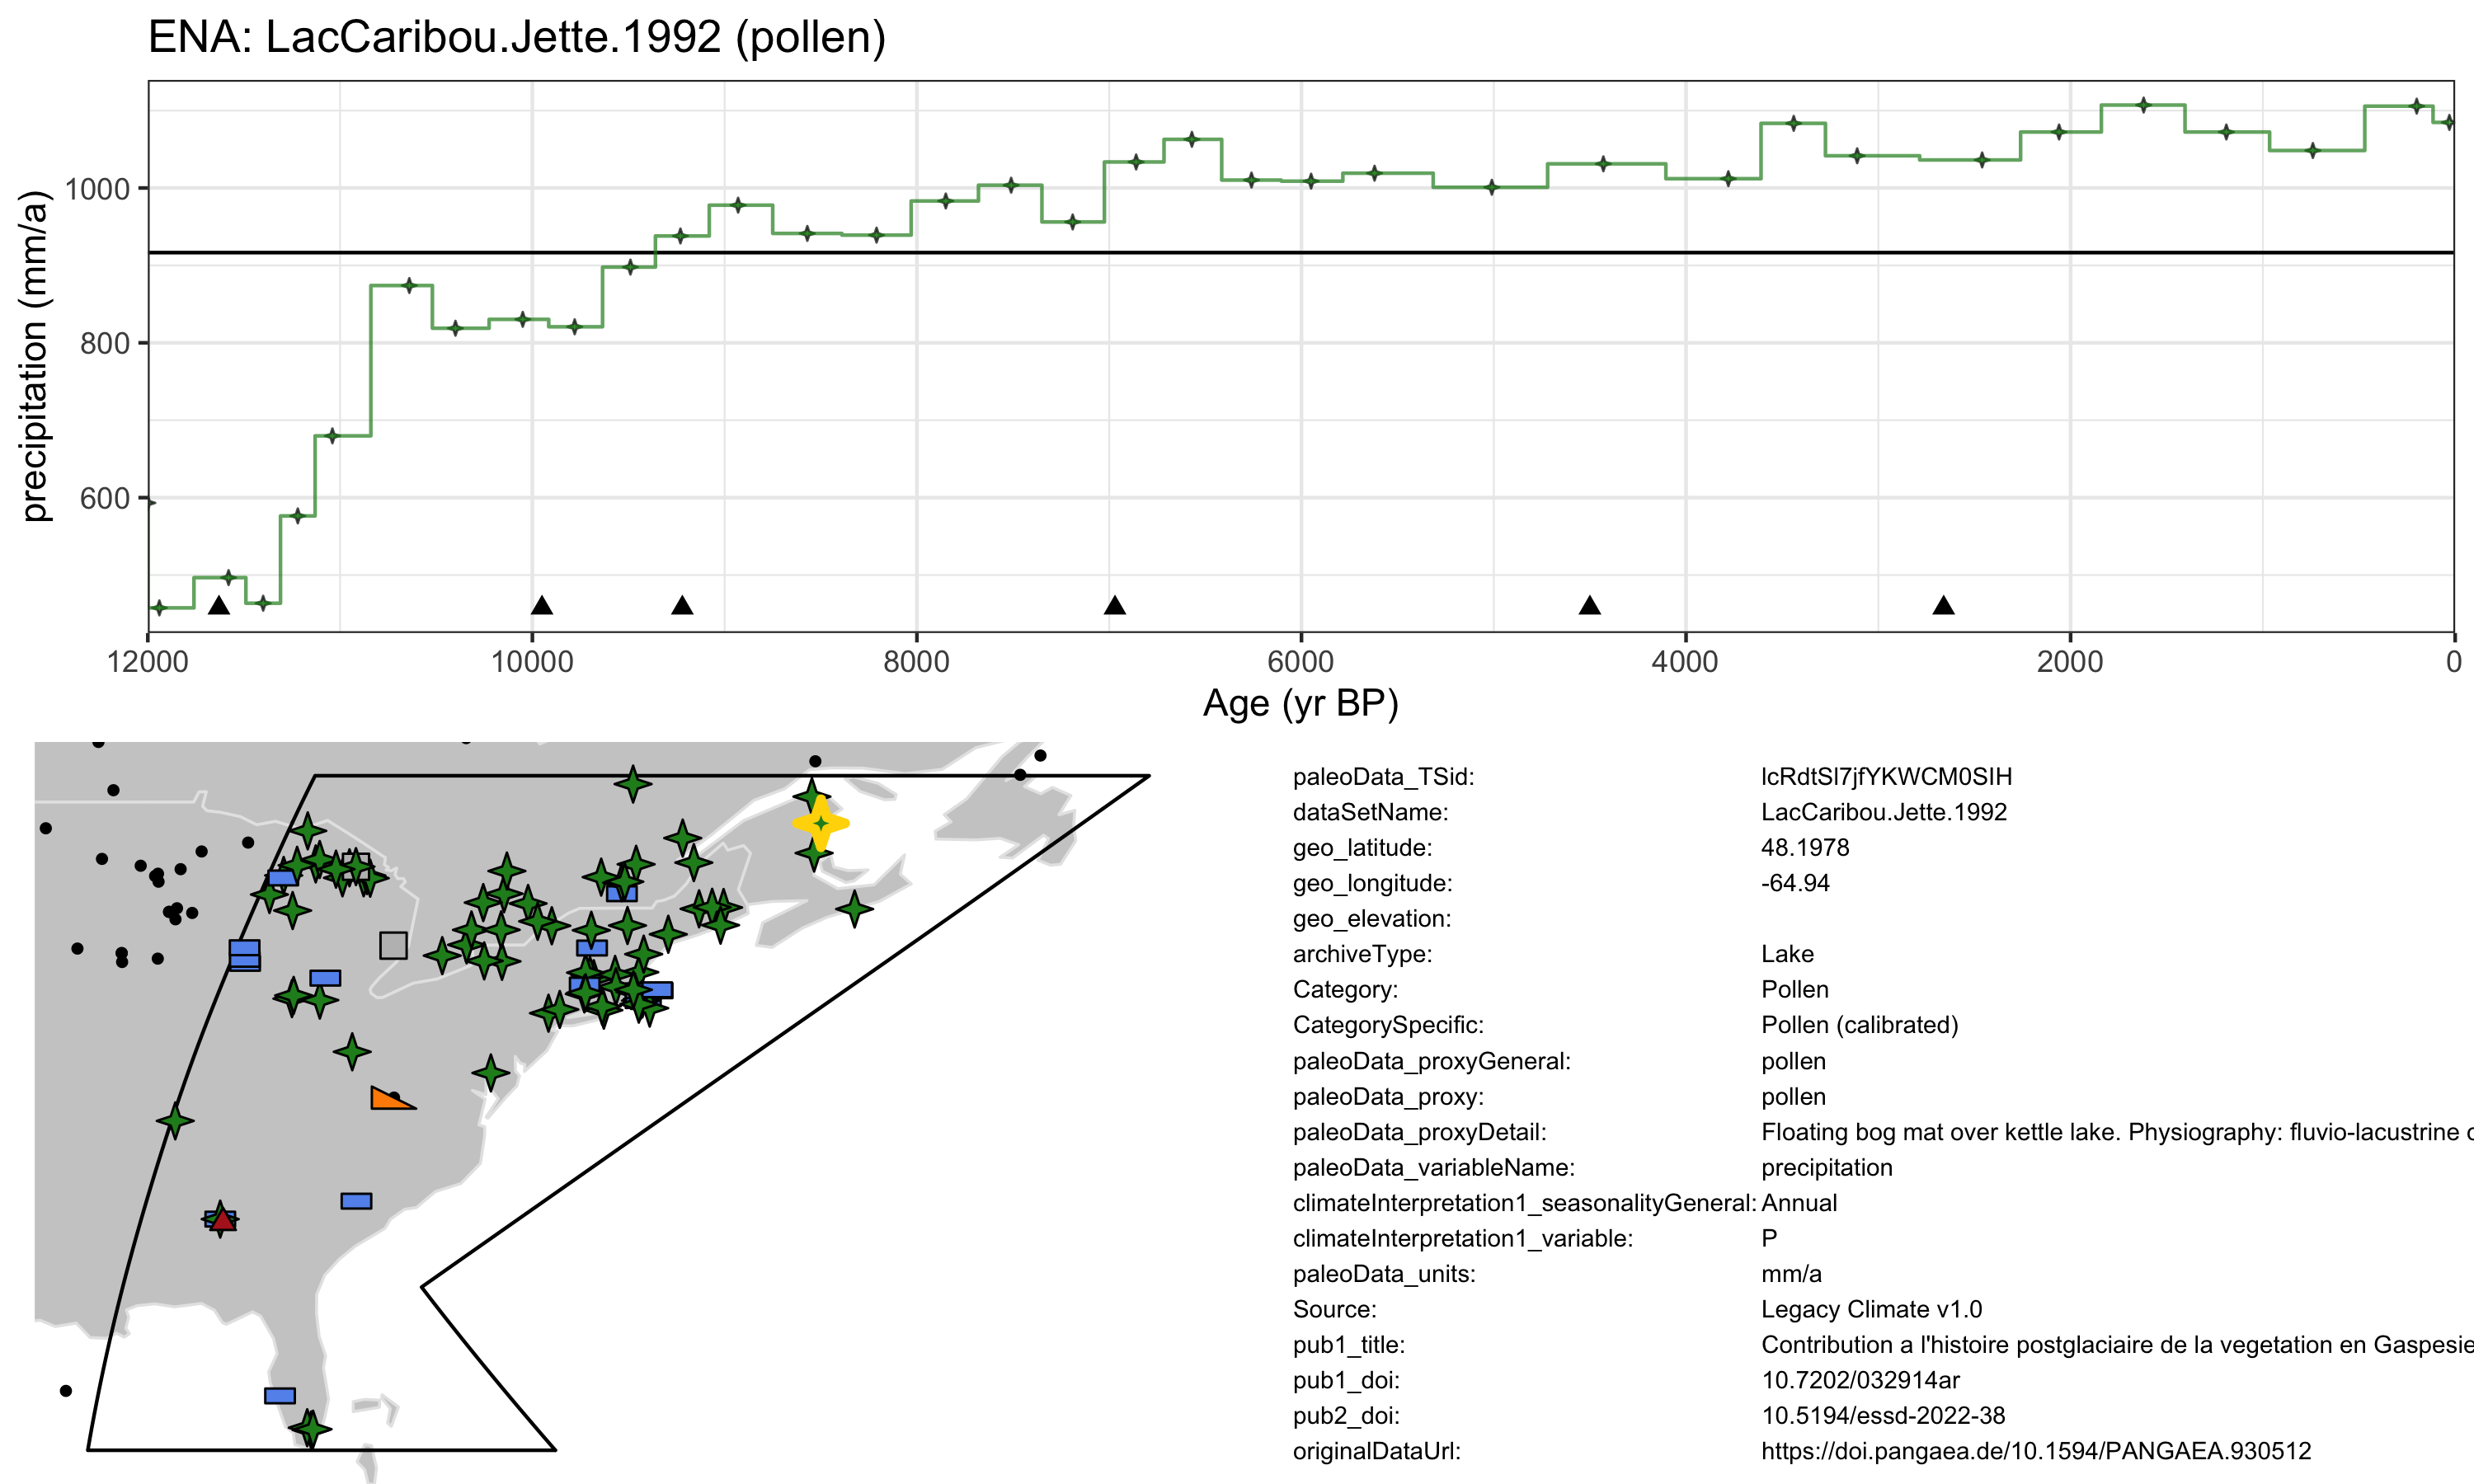 ENA: LacCaribou.Jette.1992 (pollen)
precipitation (mm/a)
1000
800
600
12000 10000 8000 6000 4000 2000 0
Age (yr BP)
paleoData_TSid: lcRdtSl7jfYKWCM0SIH
dataSetName: LacCaribou.Jette.1992
geo_latitude: 48.1978
geo_longitude: -64.94
geo_elevation:
archiveType: Lake
Category: Pollen
CategorySpecific: Pollen (calibrated)
paleoData_proxyGeneral: pollen
paleoData_proxy: pollen
paleoData_proxyDetail: Floating bog mat over kettle lake. Physiography: fluvio-lacustrine
paleoData_variableName: precipitation
climateInterpretation1_seasonalityGeneral: Annual
climateInterpretation1_variable: P
paleoData_units: mm/a
Source: Legacy Climate v1.0
pub1_title: Contribution a l'histoire postglaciaire de la vegetation en Gaspesie
pub1_doi: 10.7202/032914ar
pub2_doi: 10.5194/essd-2022-38
originalDataUrl: https://doi.pangaea.de/10.1594/PANGAEA.930512